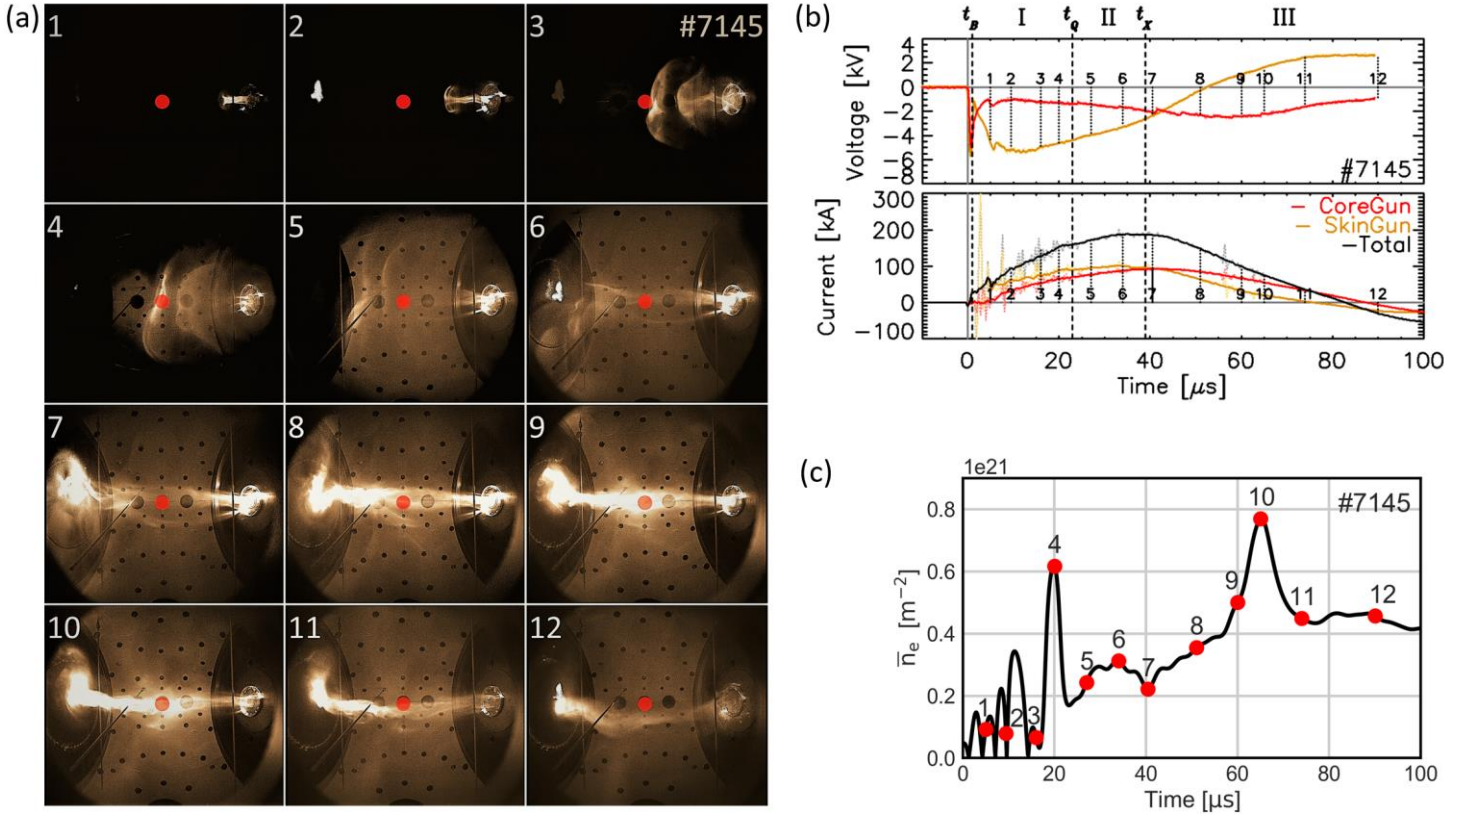 (a)
1
2
3
#7145
4
5
6
7
8
9
10
11
12
(b)
t_B I t_Q II t_X III
4
2
0
−2
−4
−6
−8
Voltage [kV]
1 2 3 4 5 6 7 8 9 10 11 12
#7145
300
200
100
0
−100
Current [kA]
CoreGun
SkinGun
Total
1 2 3 4 5 6 7 8 9 10 11 12
0 20 40 60 80 100
Time [μs]
(c)
1e21
#7145
0.8
0.6
0.4
0.2
0.0
n̅e [m⁻²]
1 2 3 4 5 6 7 8 9 10 11 12
0 20 40 60 80 100
Time [μs]